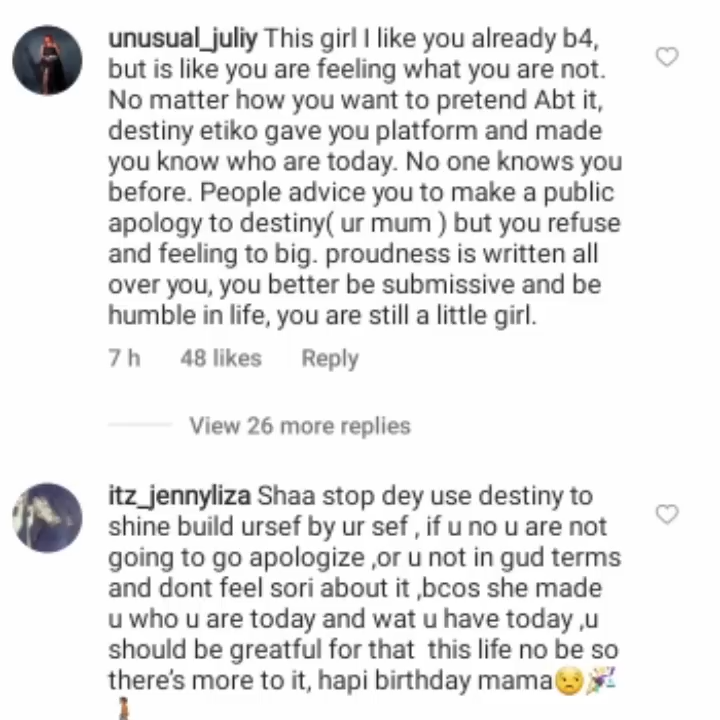 unusual_juliy This girl I like you already b4,
but is like you are feeling what you are not.
No matter how you want to pretend Abt it,
destiny etiko gave you platform and made
you know who are today. No one knows you
before. People advice you to make a public
apology to destiny( ur mum ) but you refuse
and feeling to big. proudness is written all
over you, you better be submissive and be
humble in life, you are still a little girl.
7 h 48 likes Reply
View 26 more replies
itz_jennyliza Shaa stop dey use destiny to
shine build ursef by ur sef , if u no u are not
going to go apologize ,or u not in gud terms
and dont feel sori about it ,bcos she made
u who u are today and wat u have today ,u
should be greatful for that  this life no be so
there's more to it, hapi birthday mama😒🎉